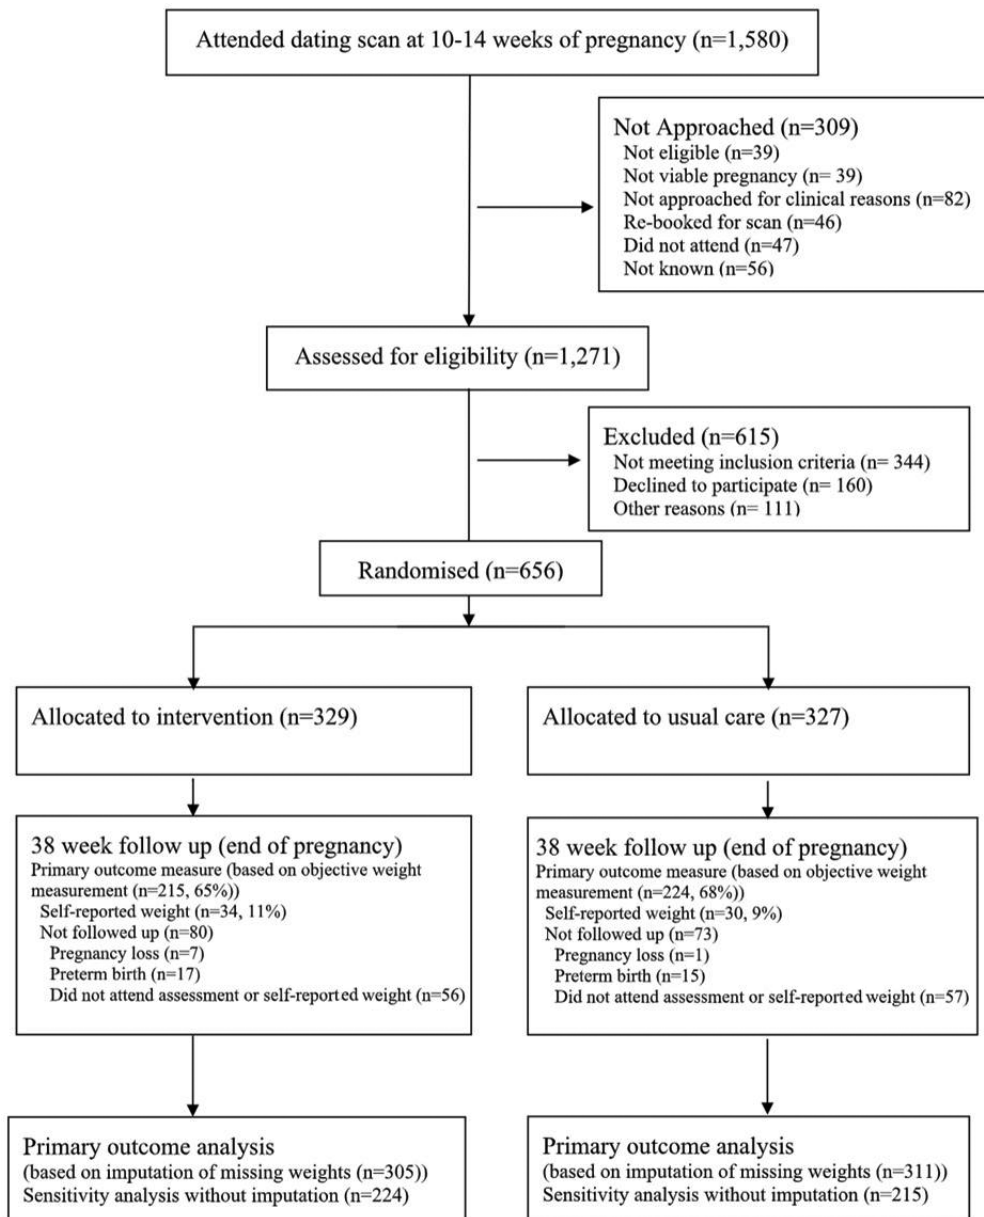 Attended dating scan at 10-14 weeks of pregnancy (n=1,580)
Not Approached (n=309)
Not eligible (n=39)
Not viable pregnancy (n= 39)
Not approached for clinical reasons (n=82)
Re-booked for scan (n=46)
Did not attend (n=47)
Not known (n=56)
Assessed for eligibility (n=1,271)
Excluded (n=615)
Not meeting inclusion criteria (n= 344)
Declined to participate (n= 160)
Other reasons (n= 111)
Randomised (n=656)
Allocated to intervention (n=329)
Allocated to usual care (n=327)
38 week follow up (end of pregnancy)
Primary outcome measure (based on objective weight
measurement (n=215, 65%))
Self-reported weight (n=34, 11%)
Not followed up (n=80)
Pregnancy loss (n=7)
Preterm birth (n=17)
Did not attend assessment or self-reported weight (n=56)
38 week follow up (end of pregnancy)
Primary outcome measure (based on objective weight
measurement (n=224, 68%))
Self-reported weight (n=30, 9%)
Not followed up (n=73)
Pregnancy loss (n=1)
Preterm birth (n=15)
Did not attend assessment or self-reported weight (n=57)
Primary outcome analysis
(based on imputation of missing weights (n=305))
Sensitivity analysis without imputation (n=224)
Primary outcome analysis
(based on imputation of missing weights (n=311))
Sensitivity analysis without imputation (n=215)